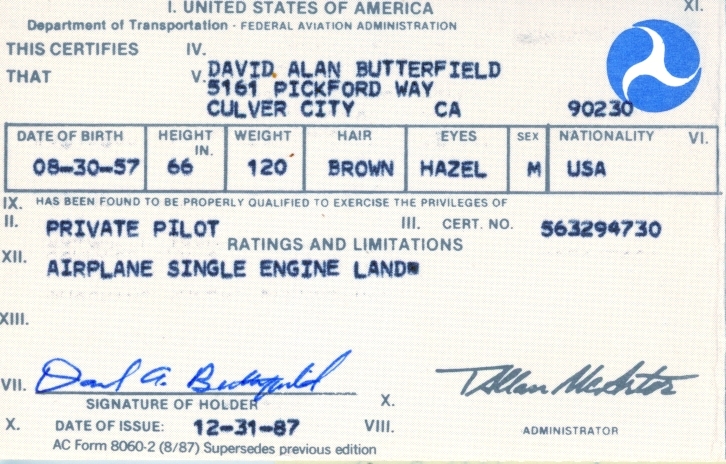 I. UNITED STATES OF AMERICA XI.
Department of Transportation - FEDERAL AVIATION ADMINISTRATION
THIS CERTIFIES IV.
THAT V. DAVID ALAN BUTTERFIELD
5161 PICKFORD WAY
CULVER CITY CA 90230
DATE OF BIRTH HEIGHT IN. WEIGHT HAIR EYES SEX NATIONALITY VI.
08-30-57 66 120 BROWN HAZEL M USA
IX. HAS BEEN FOUND TO BE PROPERLY QUALIFIED TO EXERCISE THE PRIVILEGES OF
II. PRIVATE PILOT III. CERT. NO. 563294730
RATINGS AND LIMITATIONS
XII. AIRPLANE SINGLE ENGINE LAND
XIII.
VII. David A. Butterfield T Allan McArtor
SIGNATURE OF HOLDER X.
X. DATE OF ISSUE: 12-31-87 VIII. ADMINISTRATOR
AC Form 8060-2 (8/87) Supersedes previous edition